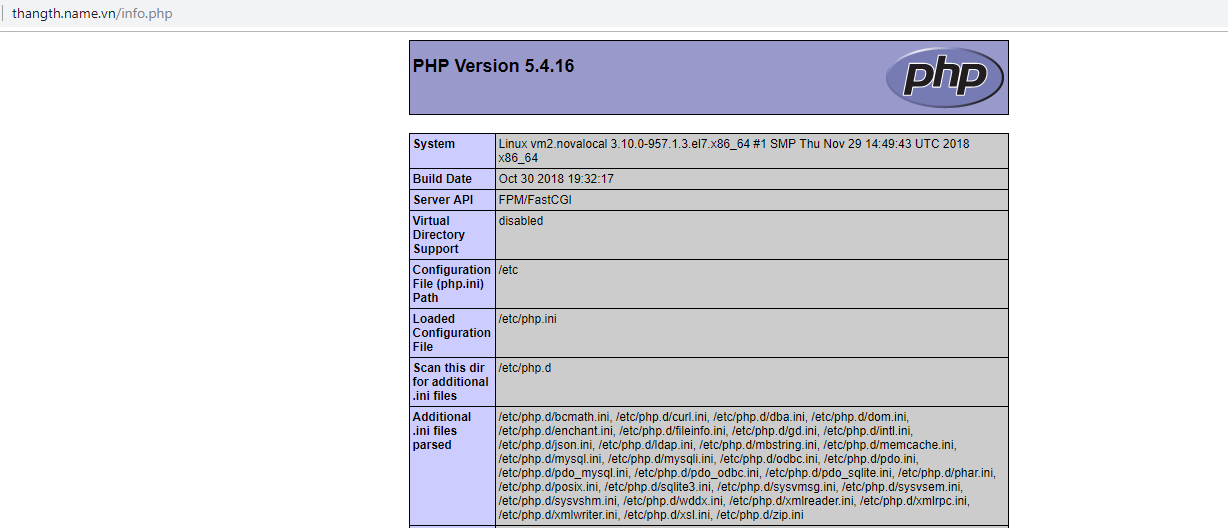 thangth.name.vn/info.php
PHP Version 5.4.16
php
System
Linux vm2.novalocal 3.10.0-957.1.3.el7.x86_64 #1 SMP Thu Nov 29 14:49:43 UTC 2018
x86_64
Build Date
Oct 30 2018 19:32:17
Server API
FPM/FastCGI
Virtual
Directory
Support
disabled
Configuration
File (php.ini)
Path
/etc
Loaded
Configuration
File
/etc/php.ini
Scan this dir
for additional
.ini files
/etc/php.d
Additional
.ini files
parsed
/etc/php.d/bcmath.ini, /etc/php.d/curl.ini, /etc/php.d/dba.ini, /etc/php.d/dom.ini,
/etc/php.d/enchant.ini, /etc/php.d/fileinfo.ini, /etc/php.d/gd.ini, /etc/php.d/intl.ini,
/etc/php.d/json.ini, /etc/php.d/ldap.ini, /etc/php.d/mbstring.ini, /etc/php.d/memcache.ini,
/etc/php.d/mysql.ini, /etc/php.d/mysqli.ini, /etc/php.d/odbc.ini, /etc/php.d/pdo.ini,
/etc/php.d/pdo_mysql.ini, /etc/php.d/pdo_odbc.ini, /etc/php.d/pdo_sqlite.ini, /etc/php.d/phar.ini,
/etc/php.d/posix.ini, /etc/php.d/sqlite3.ini, /etc/php.d/sysvmsg.ini, /etc/php.d/sysvsem.ini,
/etc/php.d/sysvshm.ini, /etc/php.d/wddx.ini, /etc/php.d/xmlreader.ini, /etc/php.d/xmlrpc.ini,
/etc/php.d/xmlwriter.ini, /etc/php.d/xsl.ini, /etc/php.d/zip.ini